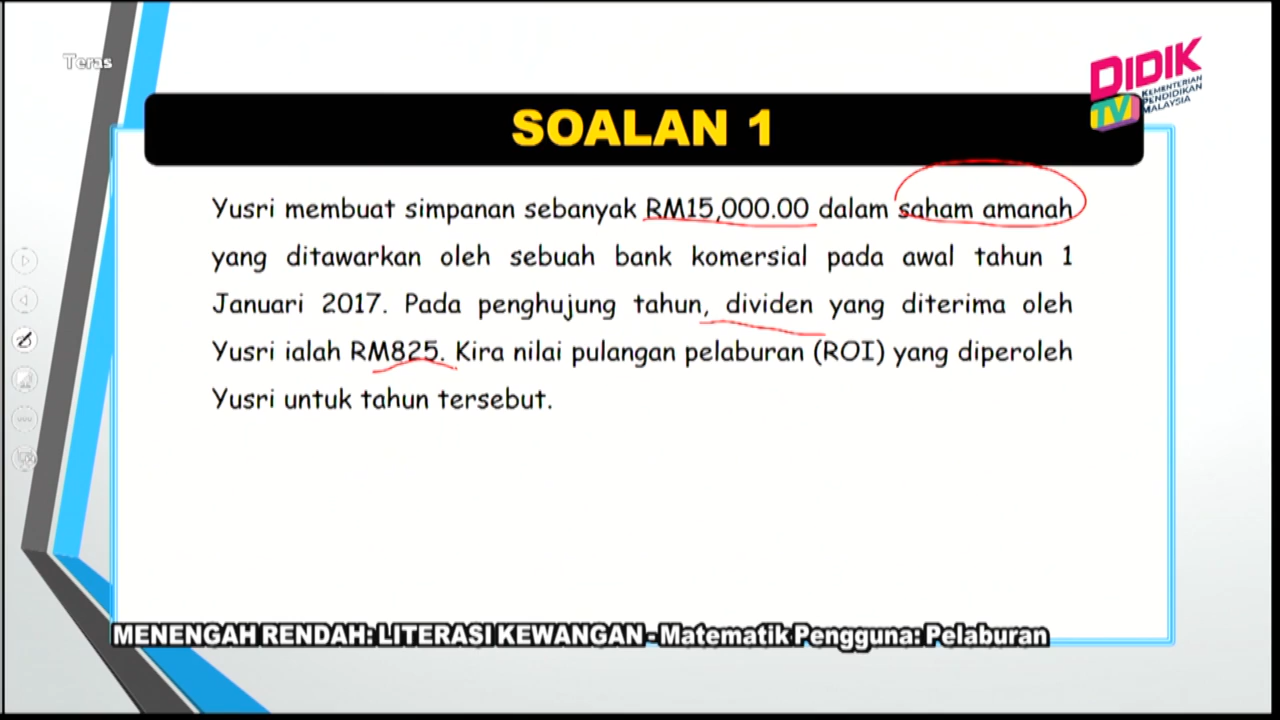 Teras
DIDIK
TV
KEMENTERIAN
PENDIDIKAN
MALAYSIA
SOALAN 1
Yusri membuat simpanan sebanyak RM15,000.00 dalam saham amanah
yang ditawarkan oleh sebuah bank komersial pada awal tahun 1
Januari 2017. Pada penghujung tahun, dividen yang diterima oleh
Yusri ialah RM825. Kira nilai pulangan pelaburan (ROI) yang diperoleh
Yusri untuk tahun tersebut.
MENENGAH RENDAH: LITERASI KEWANGAN - Matematik Pengguna: Pelaburan